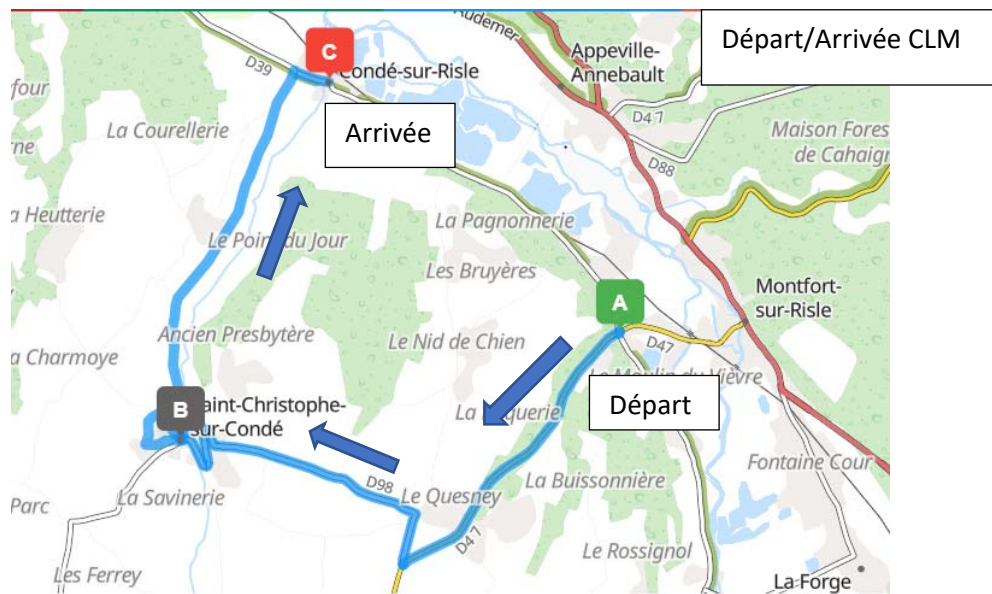 Départ/Arrivée CLM
Audemer
Appeville-
Annebault
C
Condé-sur-Risle
D39
four
La Courellerie
Arrivée
D47
D88
Maison Fores
de Cahaign
rne
a Heutterie
Le Point du Jour
La Pagnonnerie
Les Bruyères
A
Montfort-
sur-Risle
Ancien Presbytère
Le Nid de Chien
D47
a Charmoye
Le Moulin du Vièvre
B
Saint-Christophe-
sur-Condé
Départ
D98
La Buissonnière
Fontaine Cour
Parc
La Savinerie
Le Quesney
D47
Le Rossignol
Les Ferrey
La Forge